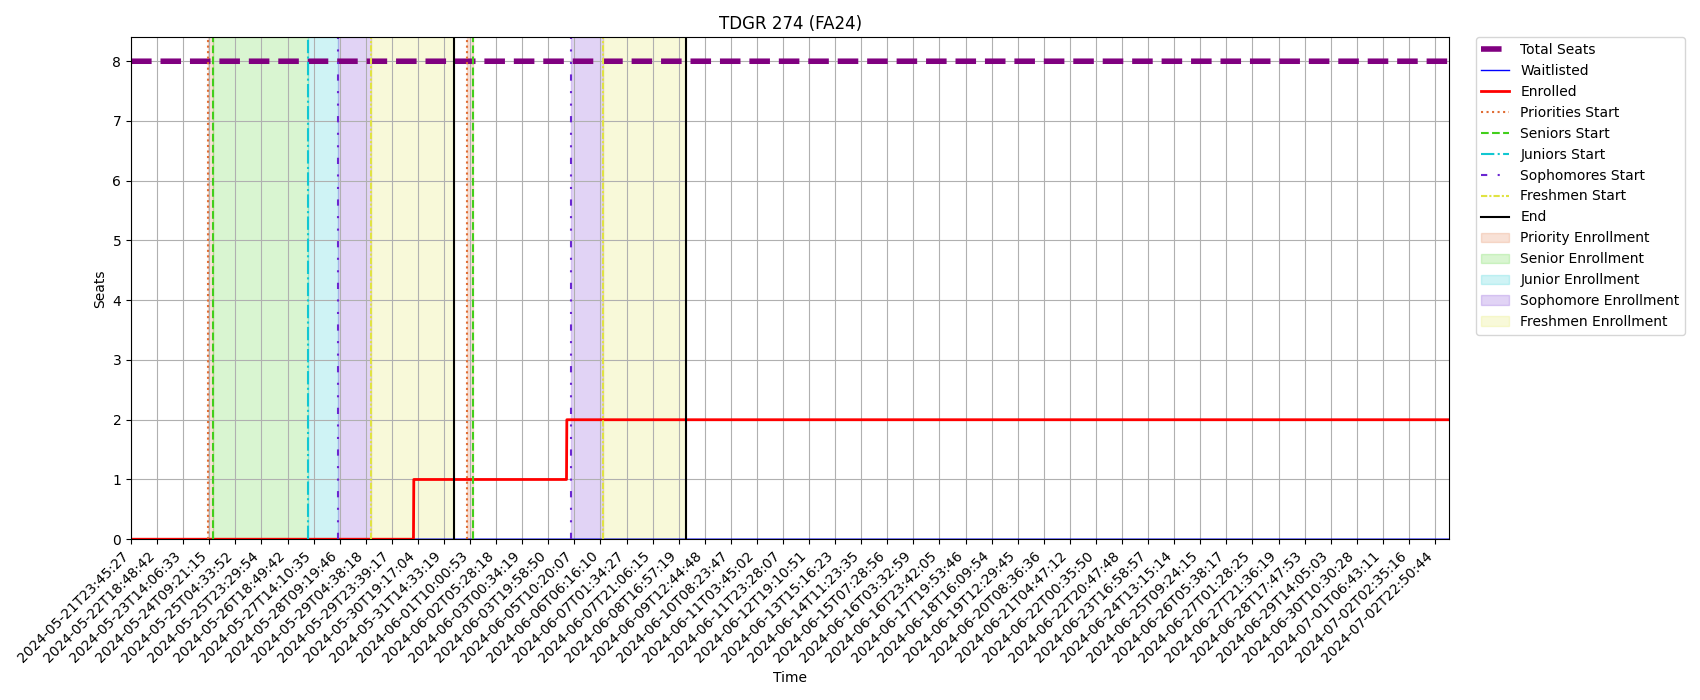 TDGR 274 (FA24)
Seats
8
7
6
5
4
3
2
1
0
2024-05-21T23:45:27
2024-05-22T18:48:42
2024-05-23T14:06:33
2024-05-24T09:21:15
2024-05-25T04:33:52
2024-05-25T23:29:54
2024-05-26T18:49:42
2024-05-27T14:10:35
2024-05-28T09:19:46
2024-05-29T04:38:18
2024-05-29T23:39:17
2024-05-30T19:17:04
2024-05-31T14:33:19
2024-06-01T10:00:53
2024-06-02T05:28:18
2024-06-03T00:34:19
2024-06-03T19:58:50
2024-06-05T10:20:07
2024-06-06T06:16:10
2024-06-07T01:34:27
2024-06-07T21:06:15
2024-06-08T16:57:19
2024-06-09T12:44:48
2024-06-10T08:23:47
2024-06-11T03:45:02
2024-06-11T23:28:07
2024-06-12T19:10:51
2024-06-13T15:16:23
2024-06-14T11:23:35
2024-06-15T07:28:56
2024-06-16T03:32:59
2024-06-16T23:42:05
2024-06-17T19:53:46
2024-06-18T16:09:54
2024-06-19T12:29:45
2024-06-20T08:36:36
2024-06-21T04:47:12
2024-06-22T00:35:50
2024-06-22T20:47:48
2024-06-23T16:58:57
2024-06-24T13:15:14
2024-06-25T09:24:15
2024-06-26T05:38:17
2024-06-27T01:28:25
2024-06-27T21:36:19
2024-06-28T17:47:53
2024-06-29T14:05:03
2024-06-30T10:30:28
2024-07-01T06:43:11
2024-07-02T02:35:16
2024-07-02T22:50:44
Time
Total Seats
Waitlisted
Enrolled
Priorities Start
Seniors Start
Juniors Start
Sophomores Start
Freshmen Start
End
Priority Enrollment
Senior Enrollment
Junior Enrollment
Sophomore Enrollment
Freshmen Enrollment